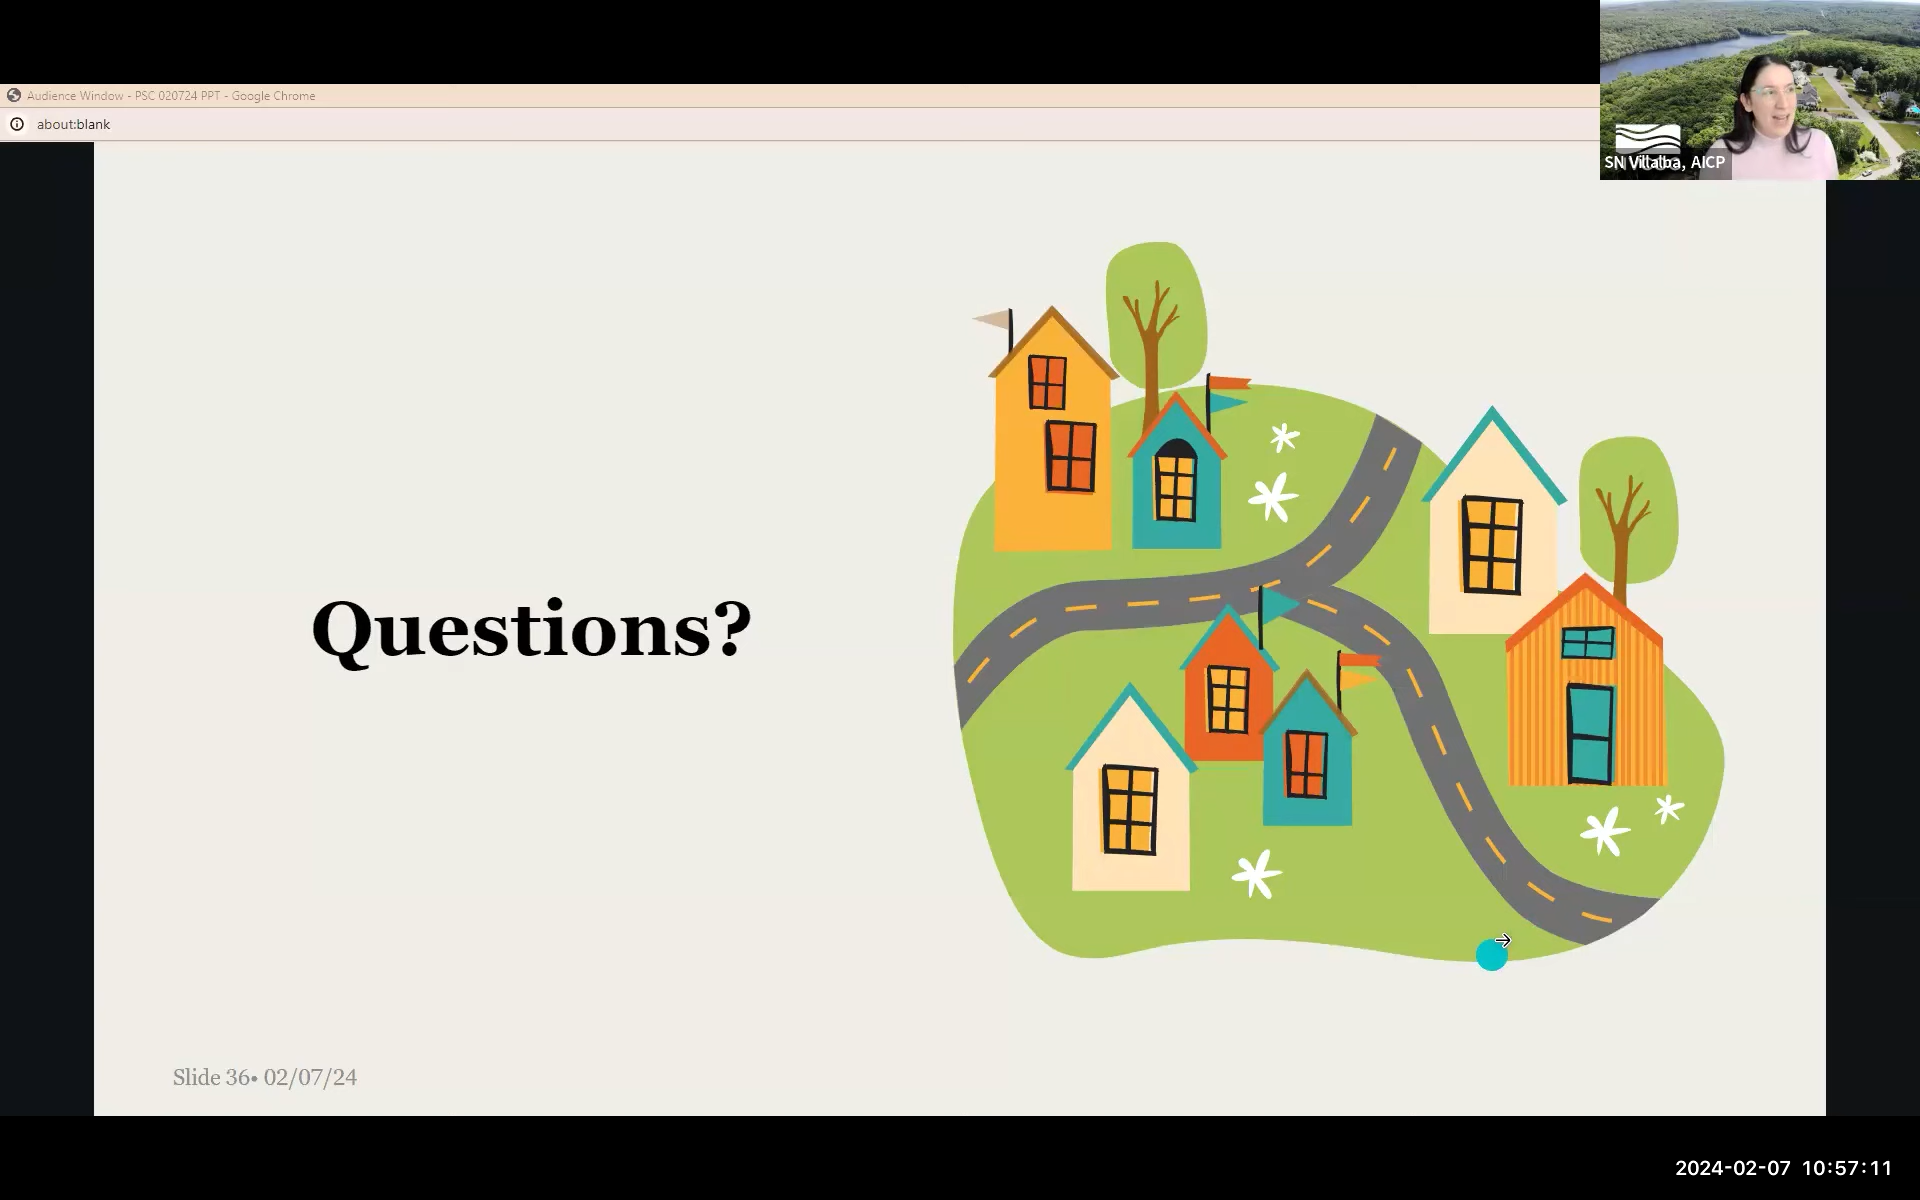 Audience Window - PSC 020724 PPT - Google Chrome
about:blank
SN Villalba, AICP
Questions?
Slide 36• 02/07/24
2024-02-07 10:57:11